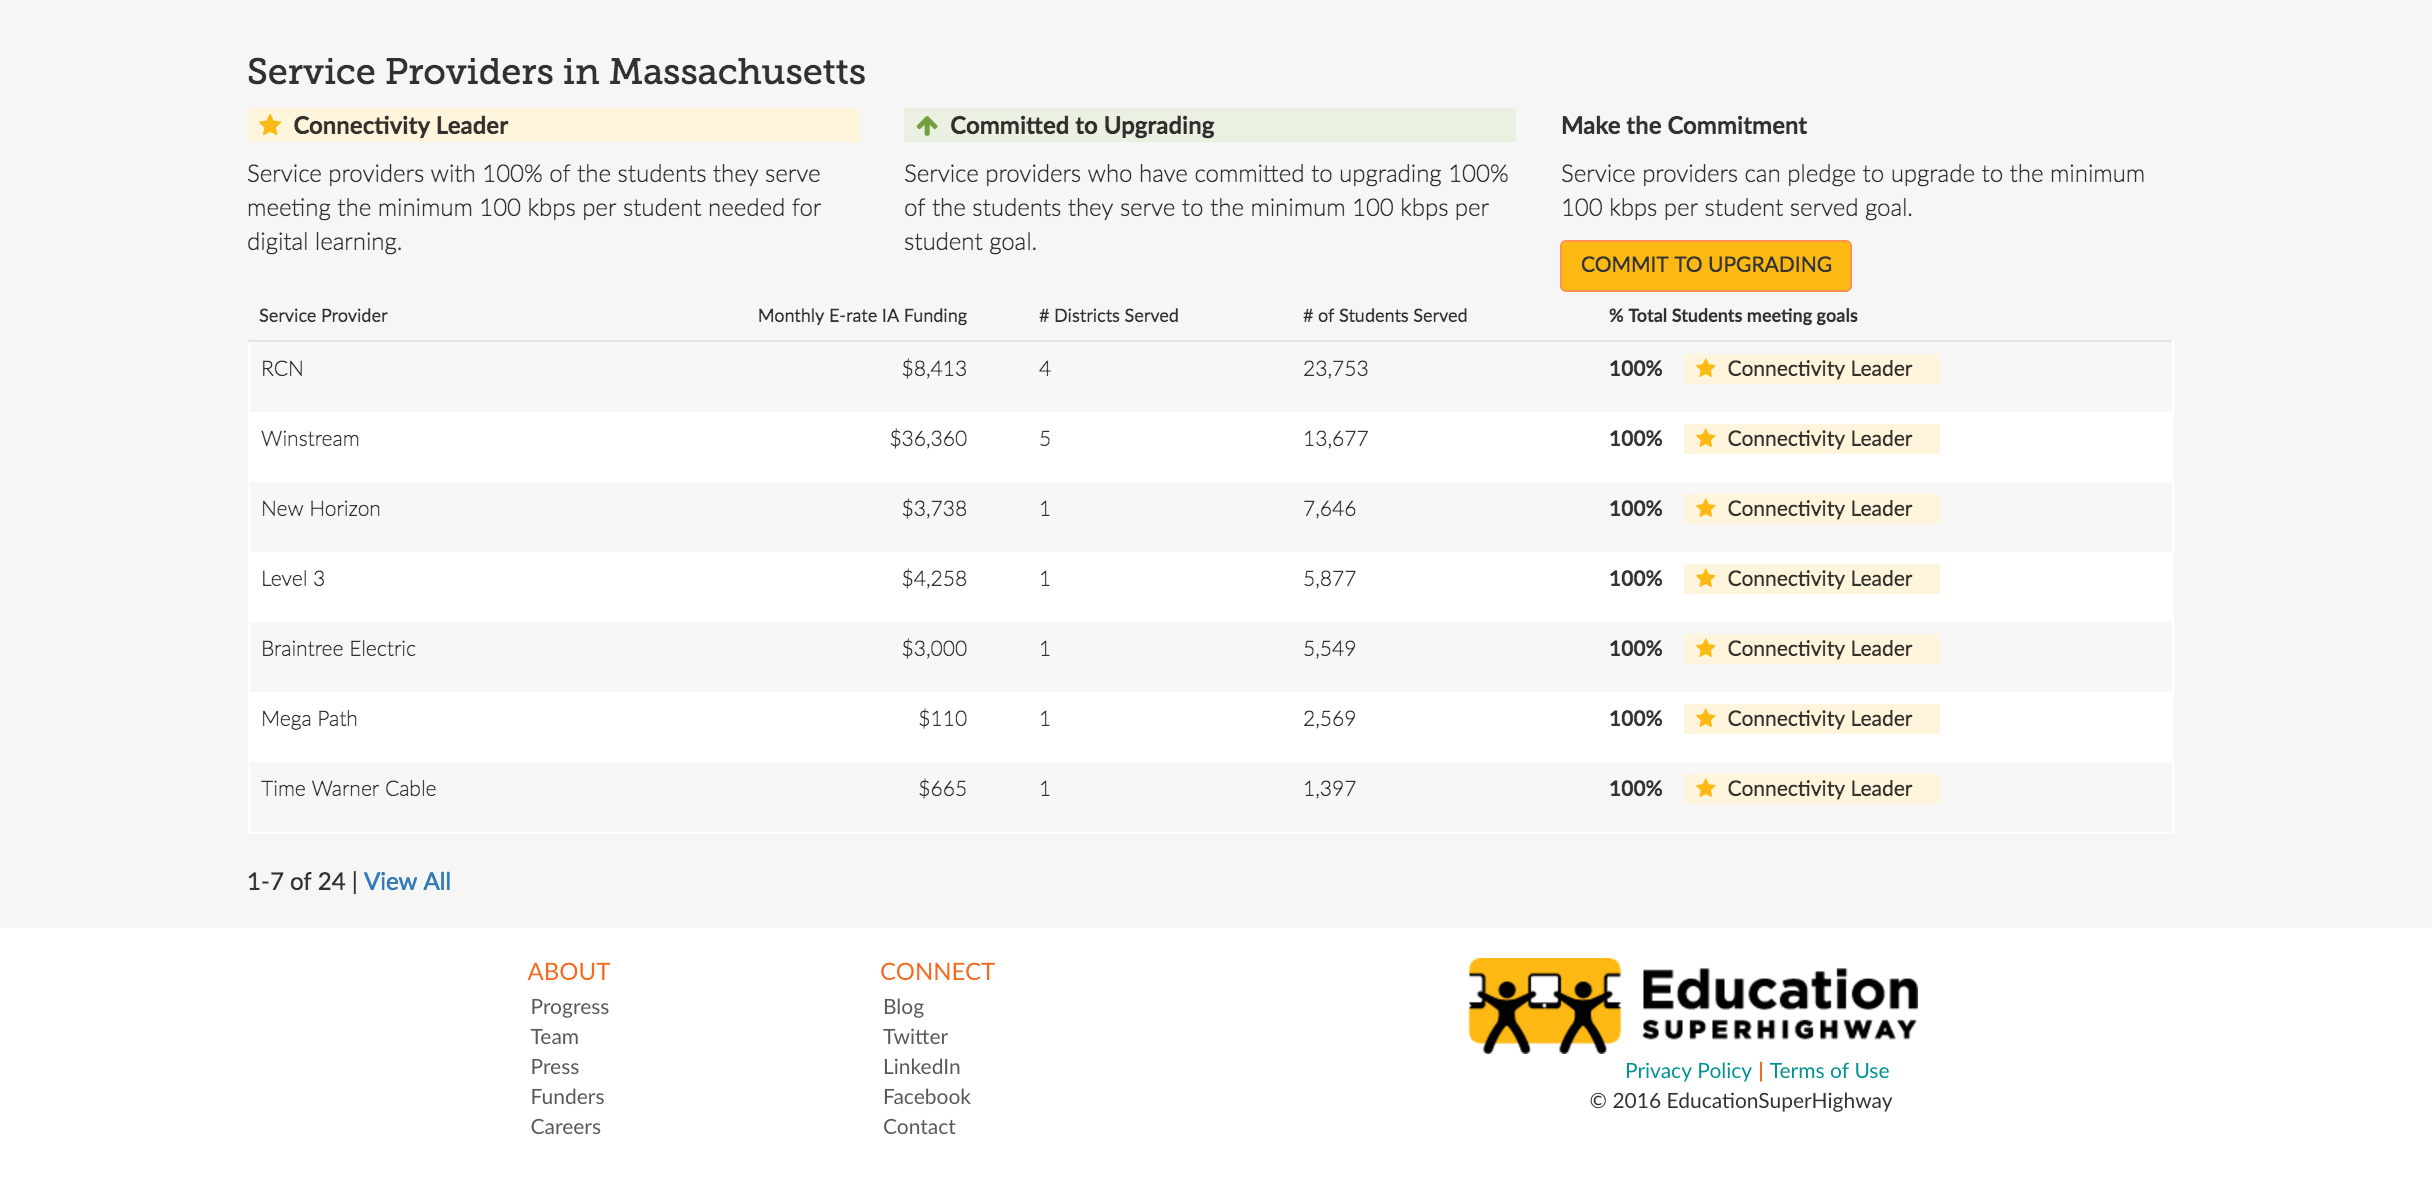 Service Providers in Massachusetts
Connectivity Leader
Service providers with 100% of the students they serve
meeting the minimum 100 kbps per student needed for
digital learning.
Committed to Upgrading
Service providers who have committed to upgrading 100%
of the students they serve to the minimum 100 kbps per
student goal.
Make the Commitment
Service providers can pledge to upgrade to the minimum
100 kbps per student served goal.
COMMIT TO UPGRADING
Service Provider Monthly E-rate IA Funding # Districts Served # of Students Served % Total Students meeting goals
RCN $8,413 4 23,753 100% Connectivity Leader
Winstream $36,360 5 13,677 100% Connectivity Leader
New Horizon $3,738 1 7,646 100% Connectivity Leader
Level 3 $4,258 1 5,877 100% Connectivity Leader
Braintree Electric $3,000 1 5,549 100% Connectivity Leader
Mega Path $110 1 2,569 100% Connectivity Leader
Time Warner Cable $665 1 1,397 100% Connectivity Leader
1-7 of 24 | View All
ABOUT
Progress
Team
Press
Funders
Careers
CONNECT
Blog
Twitter
LinkedIn
Facebook
Contact
Education
SUPERHIGHWAY
Privacy Policy | Terms of Use
© 2016 EducationSuperHighway